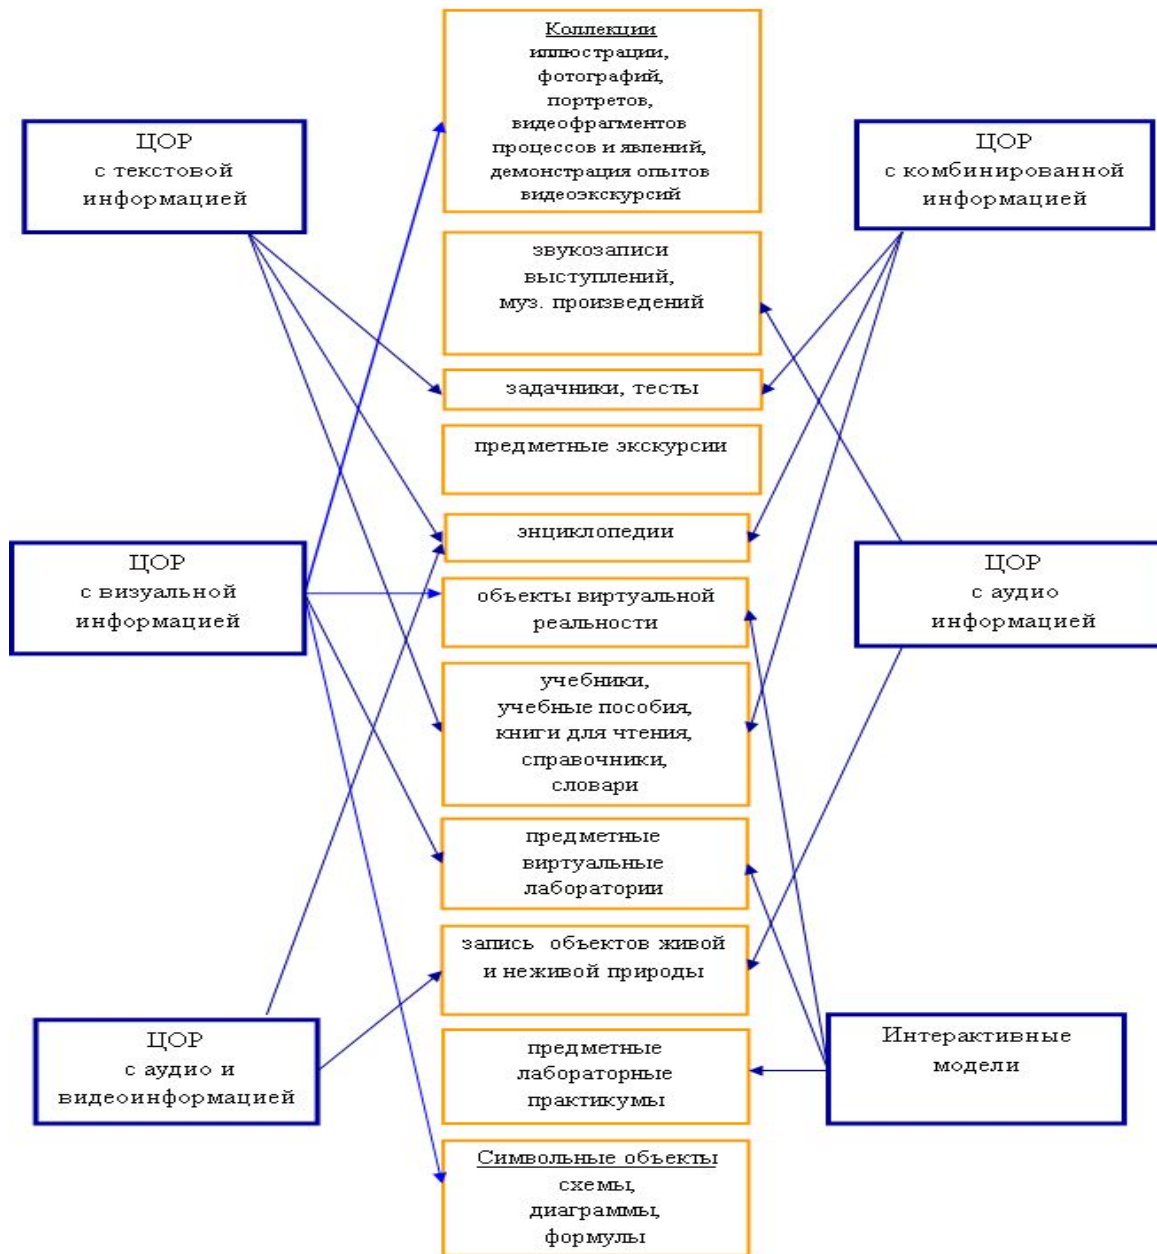 Коллекции
иллюстрации,
фотографий,
портретов,
видеофрагментов
процессов и явлений,
демонстрация опытов
видеоэкскурсий
ЦОР
с текстовой
информацией
ЦОР
с комбинированной
информацией
звукозаписи
выступлений,
муз. произведений
задачники, тесты
предметные экскурсии
энциклопедии
ЦОР
с визуальной
информацией
ЦОР
с аудио
информацией
объекты виртуальной
реальности
учебники,
учебные пособия,
книги для чтения,
справочники,
словари
предметные
виртуальные
лаборатории
запись объектов живой
и неживой природы
ЦОР
с аудио и
видеоинформацией
Интерактивные
модели
предметные
лабораторные
практикумы
Символьные объекты
схемы,
диаграммы,
формулы